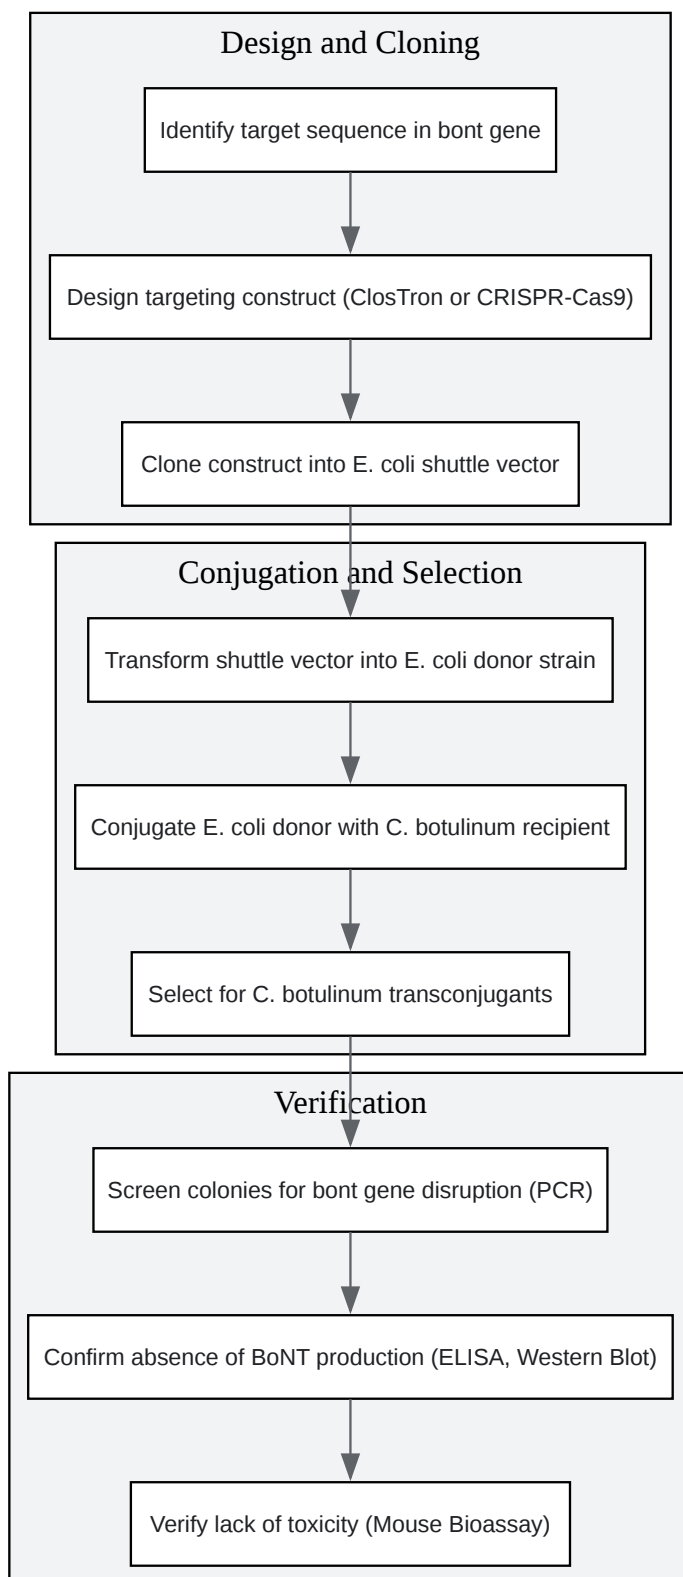 Design and Cloning
Identify target sequence in bont gene
Design targeting construct (ClosTron or CRISPR-Cas9)
Clone construct into E. coli shuttle vector
Conjugation and Selection
Transform shuttle vector into E. coli donor strain
Conjugate E. coli donor with C. botulinum recipient
Select for C. botulinum transconjugants
Verification
Screen colonies for bont gene disruption (PCR)
Confirm absence of BoNT production (ELISA, Western Blot)
Verify lack of toxicity (Mouse Bioassay)